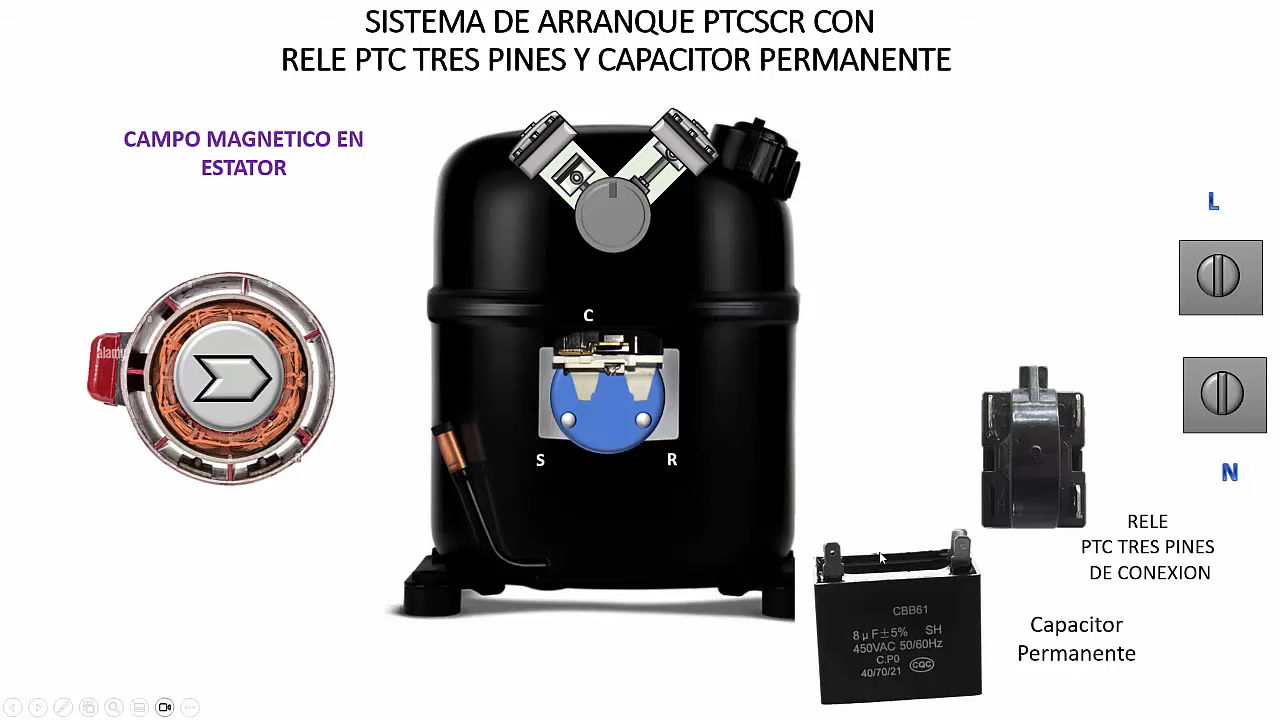 SISTEMA DE ARRANQUE PTCSCR CON
RELE PTC TRES PINES Y CAPACITOR PERMANENTE
CAMPO MAGNETICO EN
ESTATOR
L
C
alamy
S
R
N
RELE
PTC TRES PINES
DE CONEXION
CBB61
8 µF±5% SH
450VAC 50/60Hz
C.P0
40/70/21
CQC
Capacitor
Permanente